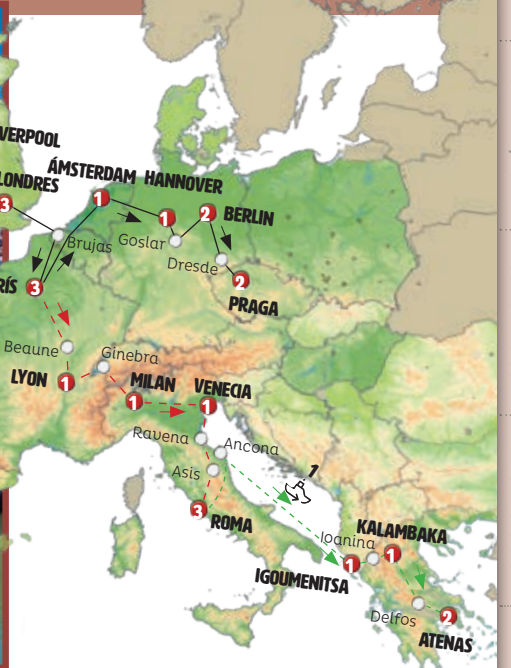 VERPOOL
LONDRES
3
ÁMSTERDAM
1
HANNOVER
1
2
BERLIN
Brujas
Goslar
Dresde
2
PRAGA
RÍS
3
Beaune
Ginebra
LYON
1
MILAN
1
VENECIA
1
Ravena
Ancona
Asis
3
ROMA
1
KALAMBAKA
Ioanina
1
1
IGOUMENITSA
Delfos
2
ATENAS